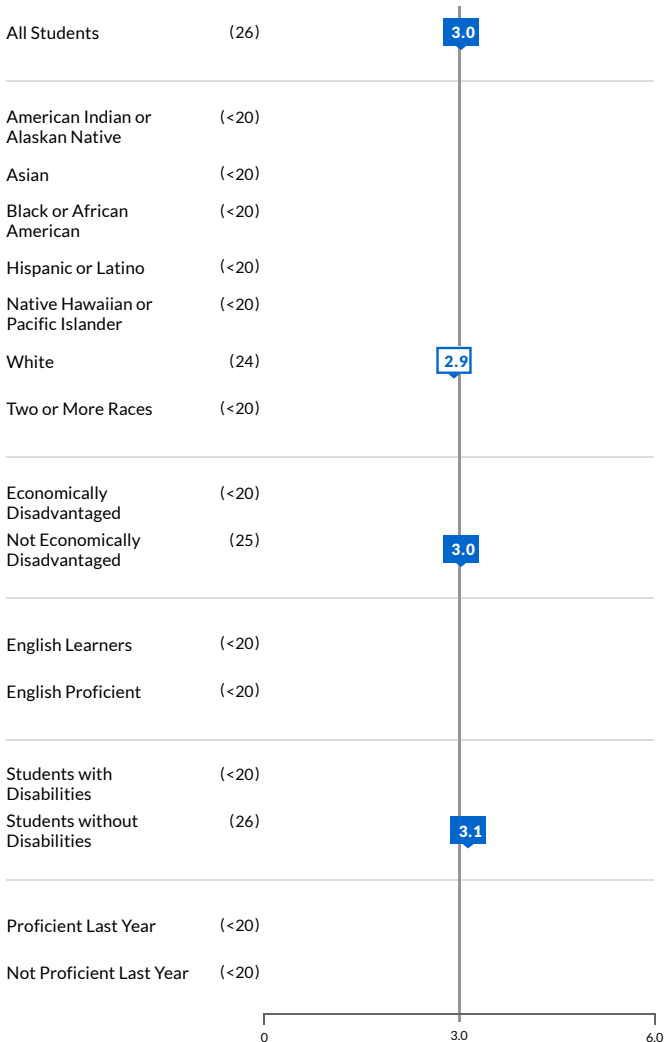 All Students (26) 3.0
American Indian or (<20)
Alaskan Native
Asian (<20)
Black or African (<20)
American
Hispanic or Latino (<20)
Native Hawaiian or (<20)
Pacific Islander
White (24) 2.9
Two or More Races (<20)
Economically (<20)
Disadvantaged
Not Economically (25) 3.0
Disadvantaged
English Learners (<20)
English Proficient (<20)
Students with (<20)
Disabilities
Students without (26) 3.1
Disabilities
Proficient Last Year (<20)
Not Proficient Last Year (<20)
0 3.0 6.0